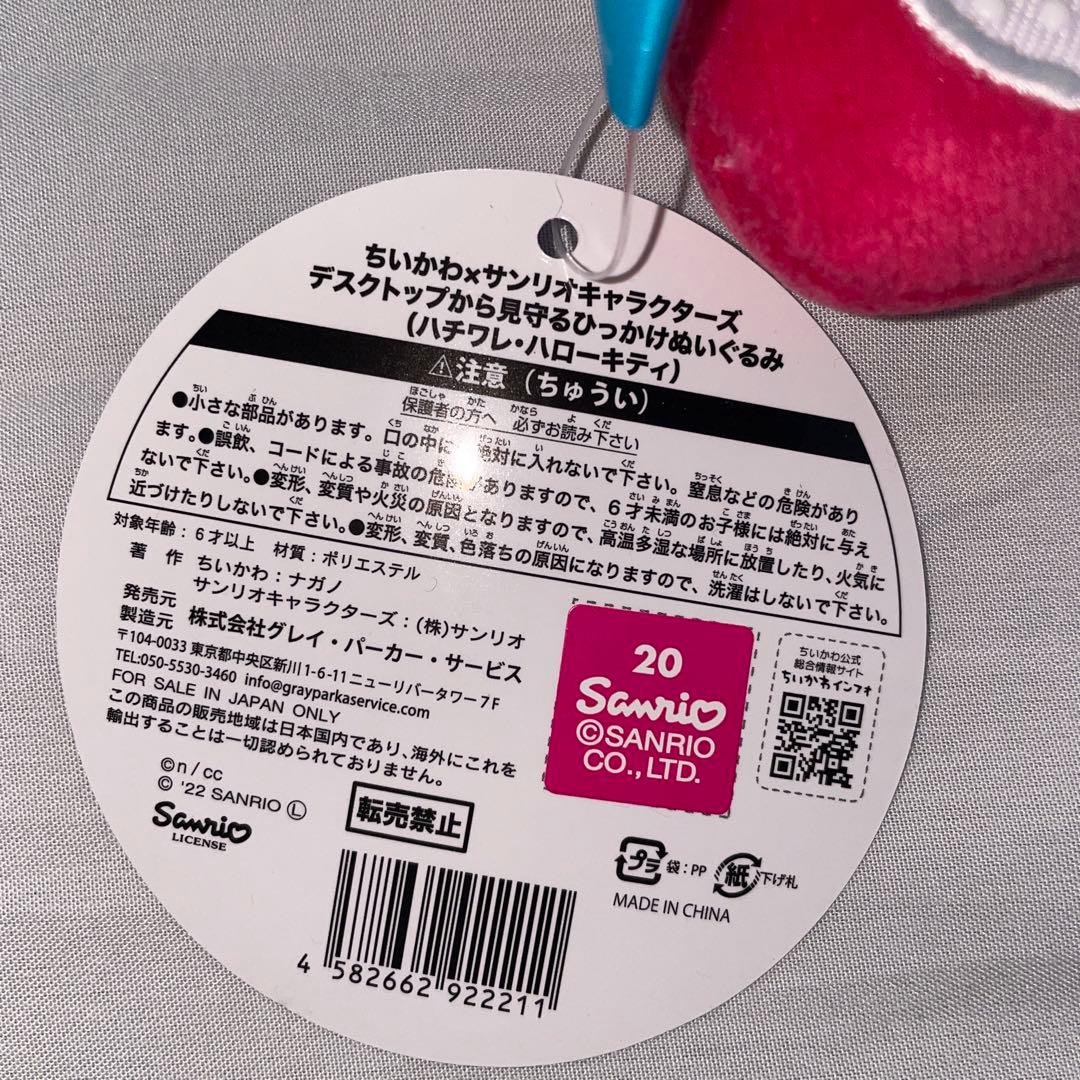 ちいかわ×サンリオキャラクターズ
デスクトップから見守るひっかけぬいぐるみ
(ハチワレ・ハローキティ)
⚠注意(ちゅうい)
保護者の方へ 必ずお読み下さい
●小さな部品があります。口の中に 絶対に入れないで下さい。窒息などの危険があり
ます。●誤飲、コードによる事故の危険がありますので、6才未満のお子様には絶対に与え
ないで下さい。●変形、変質や火災の原因となりますので、高温多湿な場所に放置したり、火気に
近づけたりしないで下さい。●変形、変質、色落ちの原因になりますので、洗濯はしないで下さい。
対象年齢:6才以上 材質:ポリエステル
著 作 ちいかわ:ナガノ
サンリオキャラクターズ:(株)サンリオ
発売元
製造元 株式会社グレイ・パーカー・サービス
〒104-0033 東京都中央区新川1-6-11ニューリバータワー7F
TEL:050-5530-3460 info@grayparkaservice.com
FOR SALE IN JAPAN ONLY
この商品の販売地域は日本国内であり、海外にこれを
輸出することは一切認められておりません。
©n / cc
© '22 SANRIO Ⓛ
Sanrio
LICENSE
転売禁止
20
Sanrio
©SANRIO
CO.,LTD.
ちいかわ公式
総合情報サイト
ちいかわインフォ
プラ 袋:PP 紙 下げ札
MADE IN CHINA
4 582662 922211